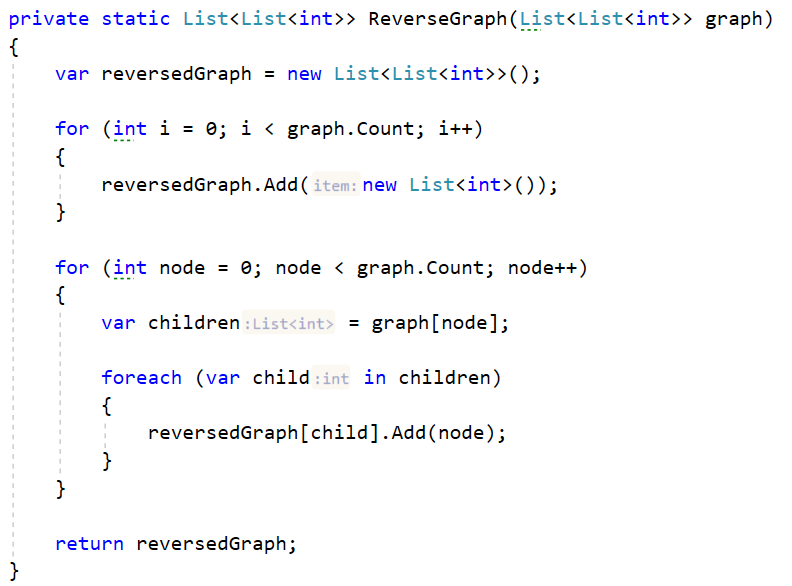 private static List<List<int>> ReverseGraph(List<List<int>> graph)
{
    var reversedGraph = new List<List<int>>();

    for (int i = 0; i < graph.Count; i++)
    {
        reversedGraph.Add(item: new List<int>());
    }

    for (int node = 0; node < graph.Count; node++)
    {
        var children :List<int> = graph[node];

        foreach (var child :int in children)
        {
            reversedGraph[child].Add(node);
        }
    }

    return reversedGraph;
}